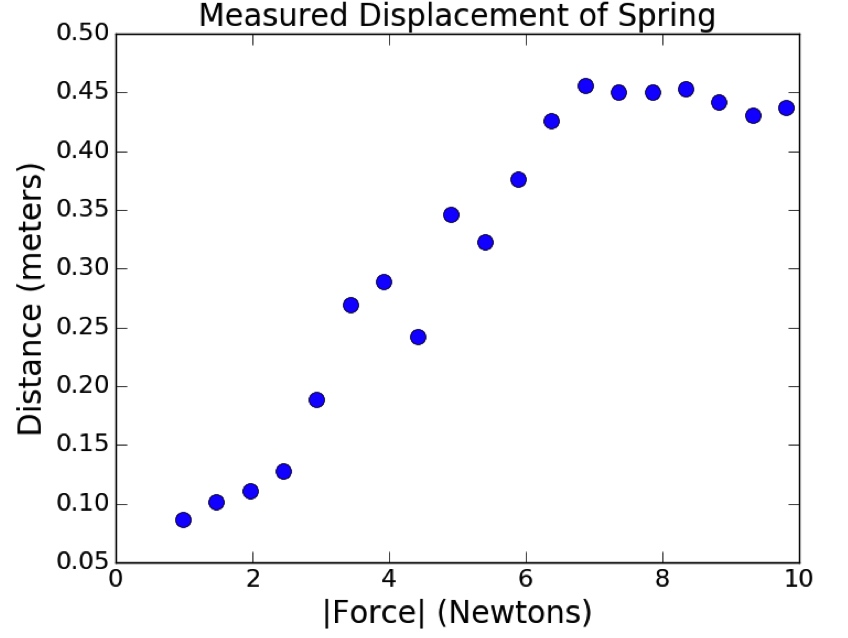 Measured Displacement of Spring
0.50
0.45
0.40
0.35
0.30
0.25
0.20
0.15
0.10
0.05
Distance (meters)
0 2 4 6 8 10
|Force| (Newtons)